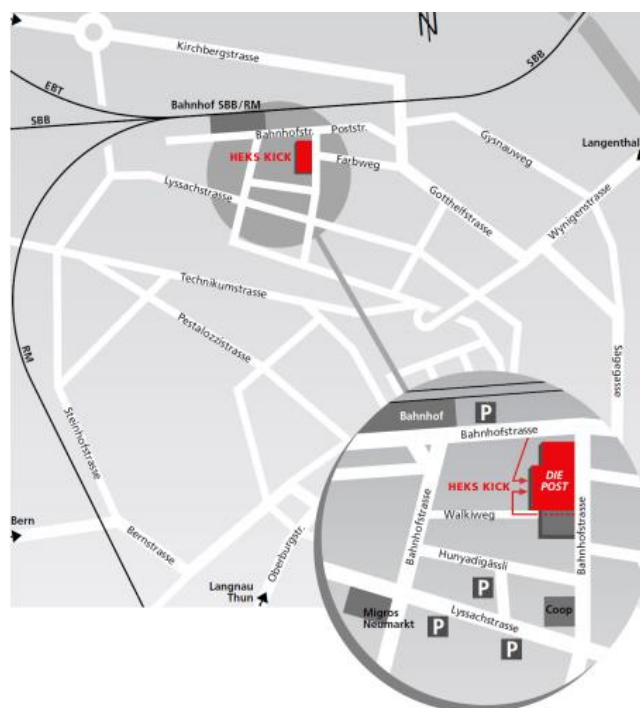 N
Kirchbergstrasse
SBB
EBT
SBB
Bahnhof SBB/RM
Bahnhofstr.
Poststr.
Gysnauweg
Langenthal
HEKS KICK
Farbweg
Lyssachstrasse
Gotthelfstrasse
Wynigenstrasse
Technikumstrasse
Pestalozzistrasse
RM
Sägegasse
Steinhofstrasse
Bern
Bernstrasse
Oberburgstr.
Langnau
Thun
Bahnhof
P
Bahnhofstrasse
DIE
POST
HEKS KICK
Walkiweg
Bahnhofstrasse
Bahnhofstrasse
Hunyadigässli
P
Migros
Neumarkt
P
Lyssachstrasse
Coop
P